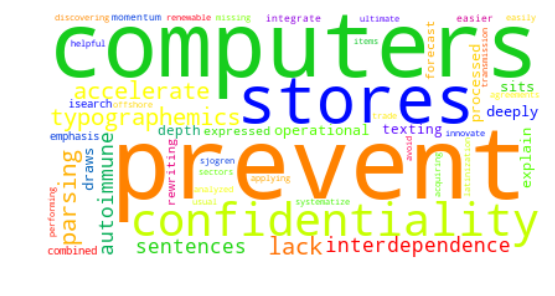 discovering momentum renewable missing integrate ultimate easier easily
computers
helpful items forecast transmission
accelerate stores processed sits
isearch offshore agreements
typographemics trade deeply
emphasis depth expressed operational texting innovate
prevent
parsing draws autoimmune rewriting sjogren sectors avoid acquiring latinization explain
applying
analyzed
usual systematize
performing confidentiality
combined sentences lack interdependence